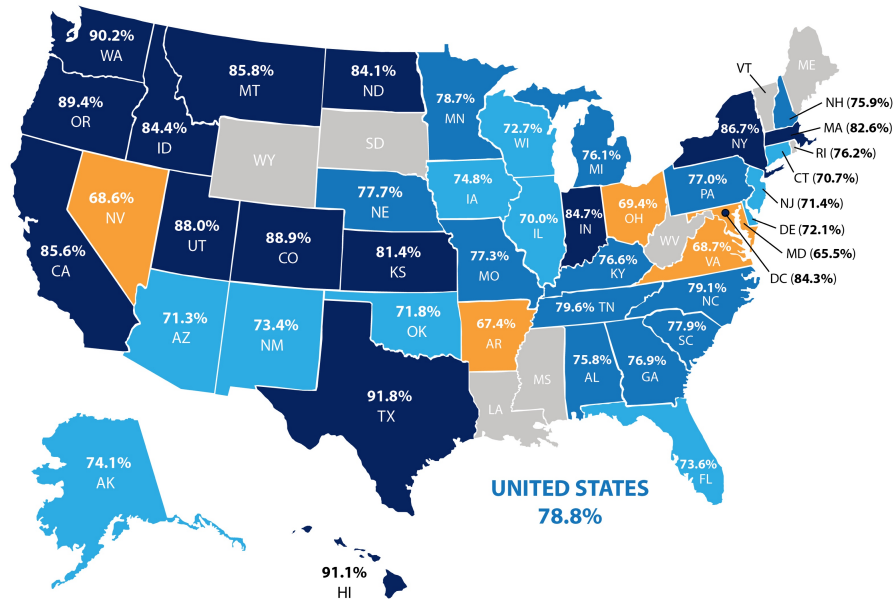 90.2%
WA
89.4%
OR
84.4%
ID
85.8%
MT
84.1%
ND
78.7%
MN
72.7%
WI
76.1%
MI
86.7%
NY
VT
ME
NH (75.9%)
MA (82.6%)
RI (76.2%)
CT (70.7%)
NJ (71.4%)
DE (72.1%)
MD (65.5%)
DC (84.3%)
WY
SD
68.6%
NV
88.0%
UT
88.9%
CO
77.7%
NE
74.8%
IA
70.0%
IL
84.7%
IN
69.4%
OH
77.0%
PA
WV
68.7%
VA
85.6%
CA
81.4%
KS
77.3%
MO
76.6%
KY
79.1%
NC
79.6% TN
77.9%
SC
71.3%
AZ
73.4%
NM
71.8%
OK
67.4%
AR
MS
75.8%
AL
76.9%
GA
91.8%
TX
LA
73.6%
FL
74.1%
AK
91.1%
HI
UNITED STATES
78.8%